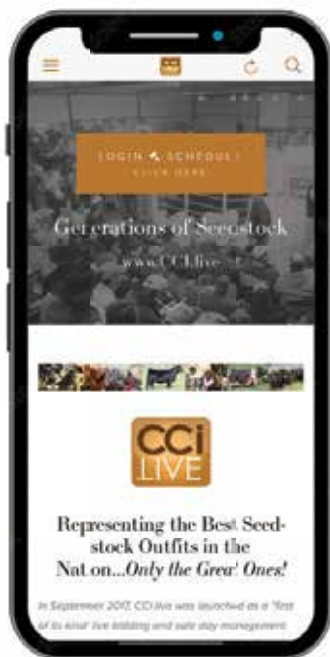 CCI
LIVE
LOGIN & SCHEDULE
CLICK HERE
Generations of Seedstock
www.CCI.live
CCi
LIVE
Representing the Best Seed-
stock Outfits in the
Nation...Only the Great Ones!
In September 2017, CCI.live was launched as a "first
of its kind" live bidding and sale day management